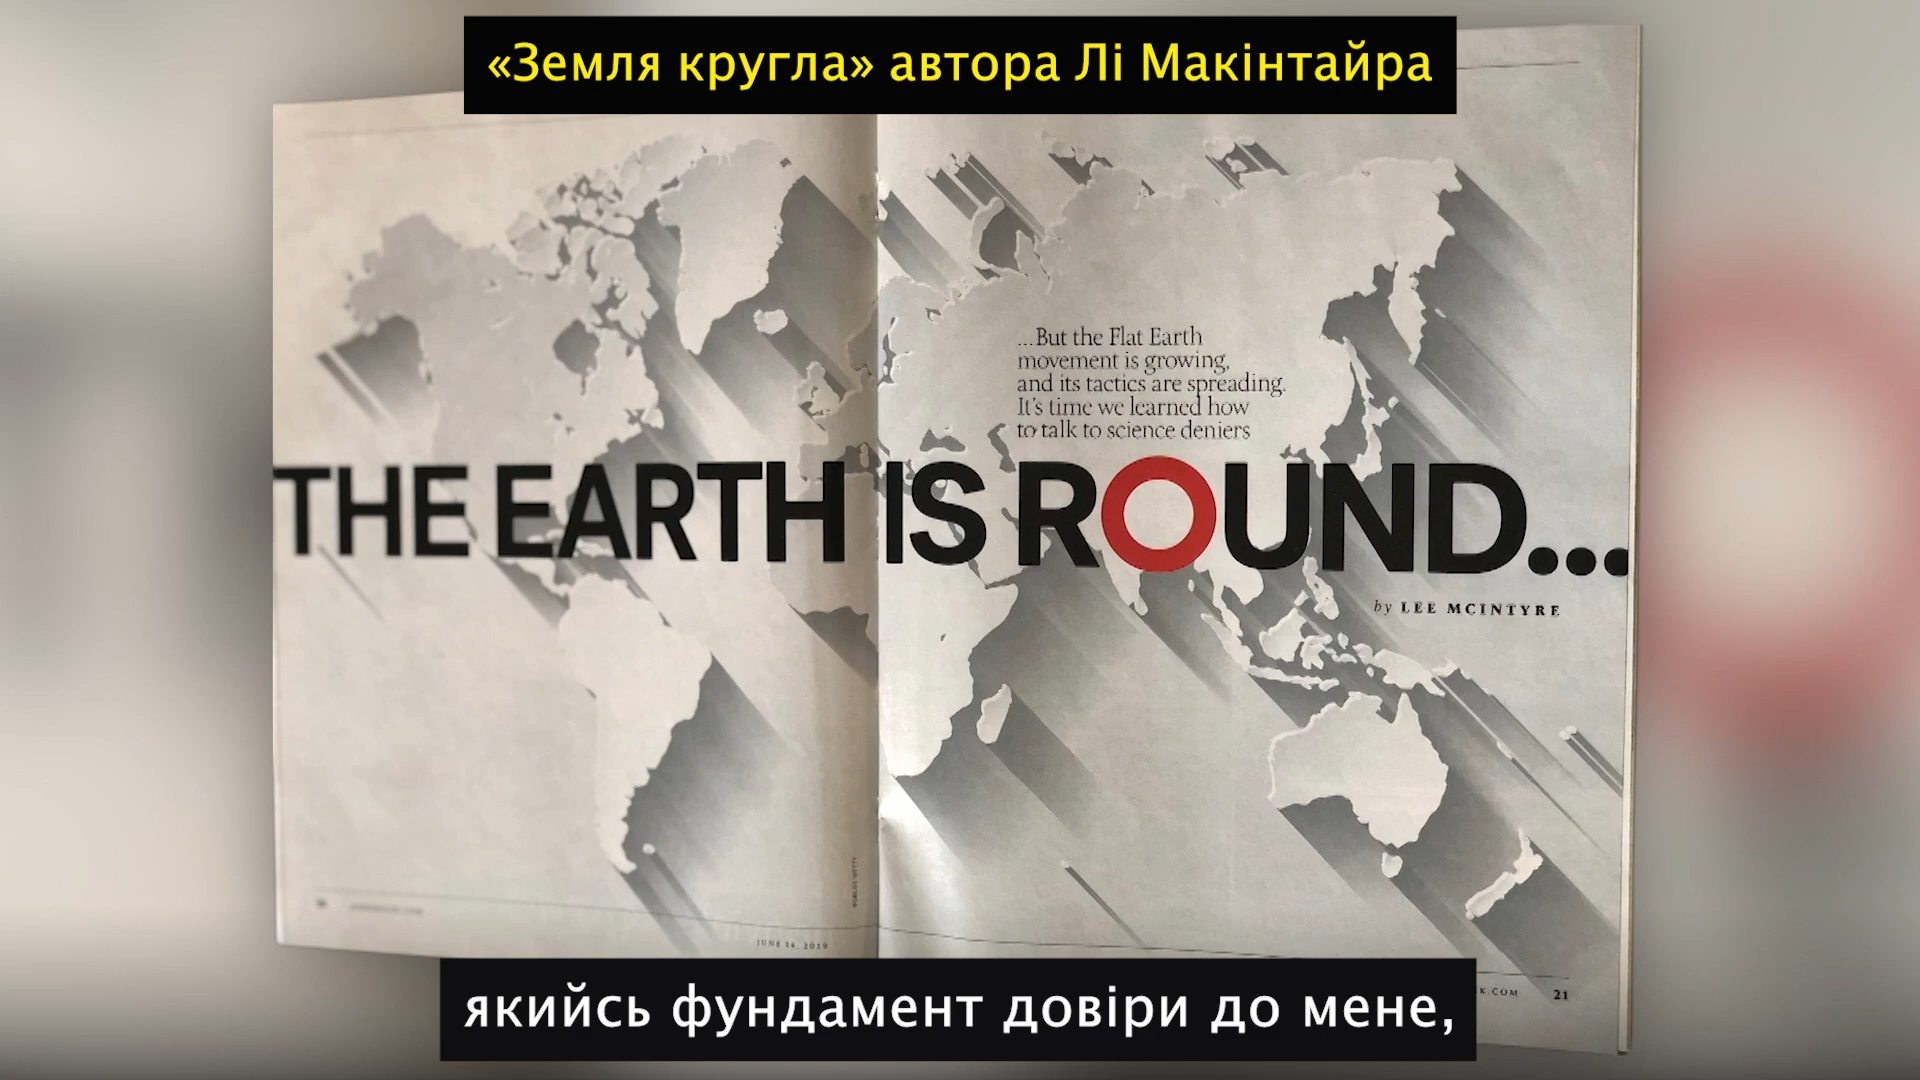 «Земля кругла» автора Лі Макінтайра
...But the Flat Earth
movement is growing,
and its tactics are spreading.
It's time we learned how
to talk to science deniers
THE EARTH IS ROUND...
by LEE MCINTYRE
JUNE 14, 2019
K.COM 21
якийсь фундамент довіри до мене,